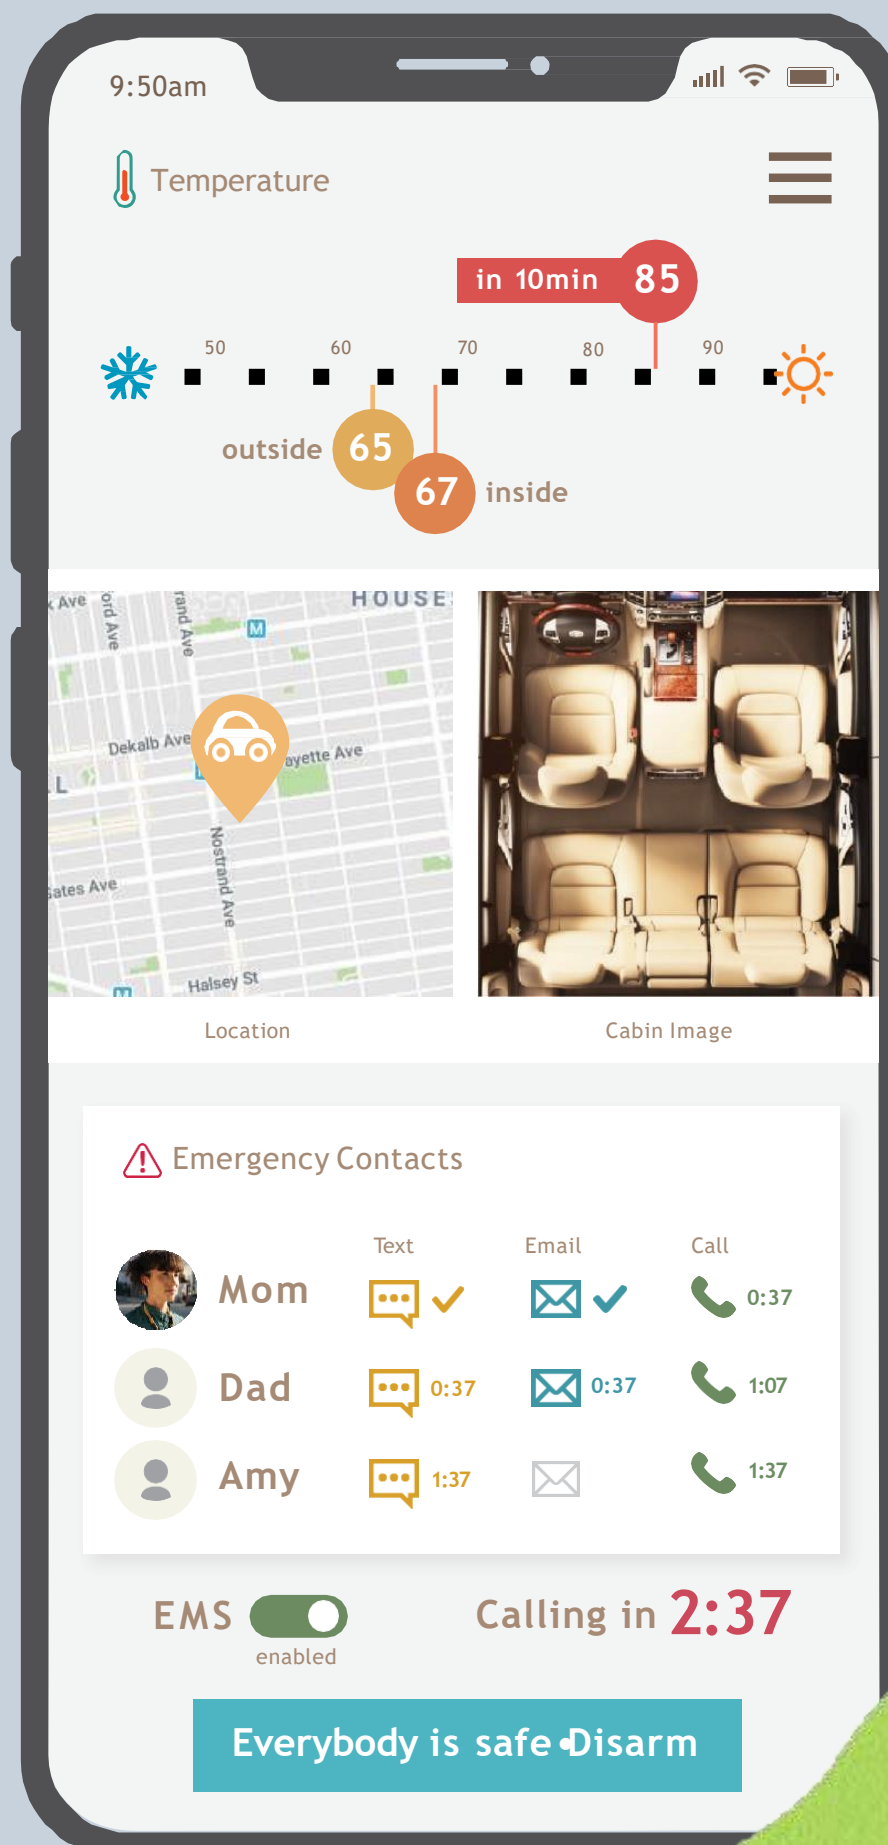 9:50am
Temperature
in 10min 85
50 60 70 80 90
outside 65
67 inside
HOUSE
Ave
ord Ave
rand Ave
M
Dekalb Ave
ayette Ave
L
Nostrand Ave
Gates Ave
Halsey St
Location
Cabin Image
Emergency Contacts
Text Email Call
Mom 0:37
Dad 0:37 0:37 1:07
Amy 1:37 1:37
EMS
enabled
Calling in 2:37
Everybody is safe • Disarm